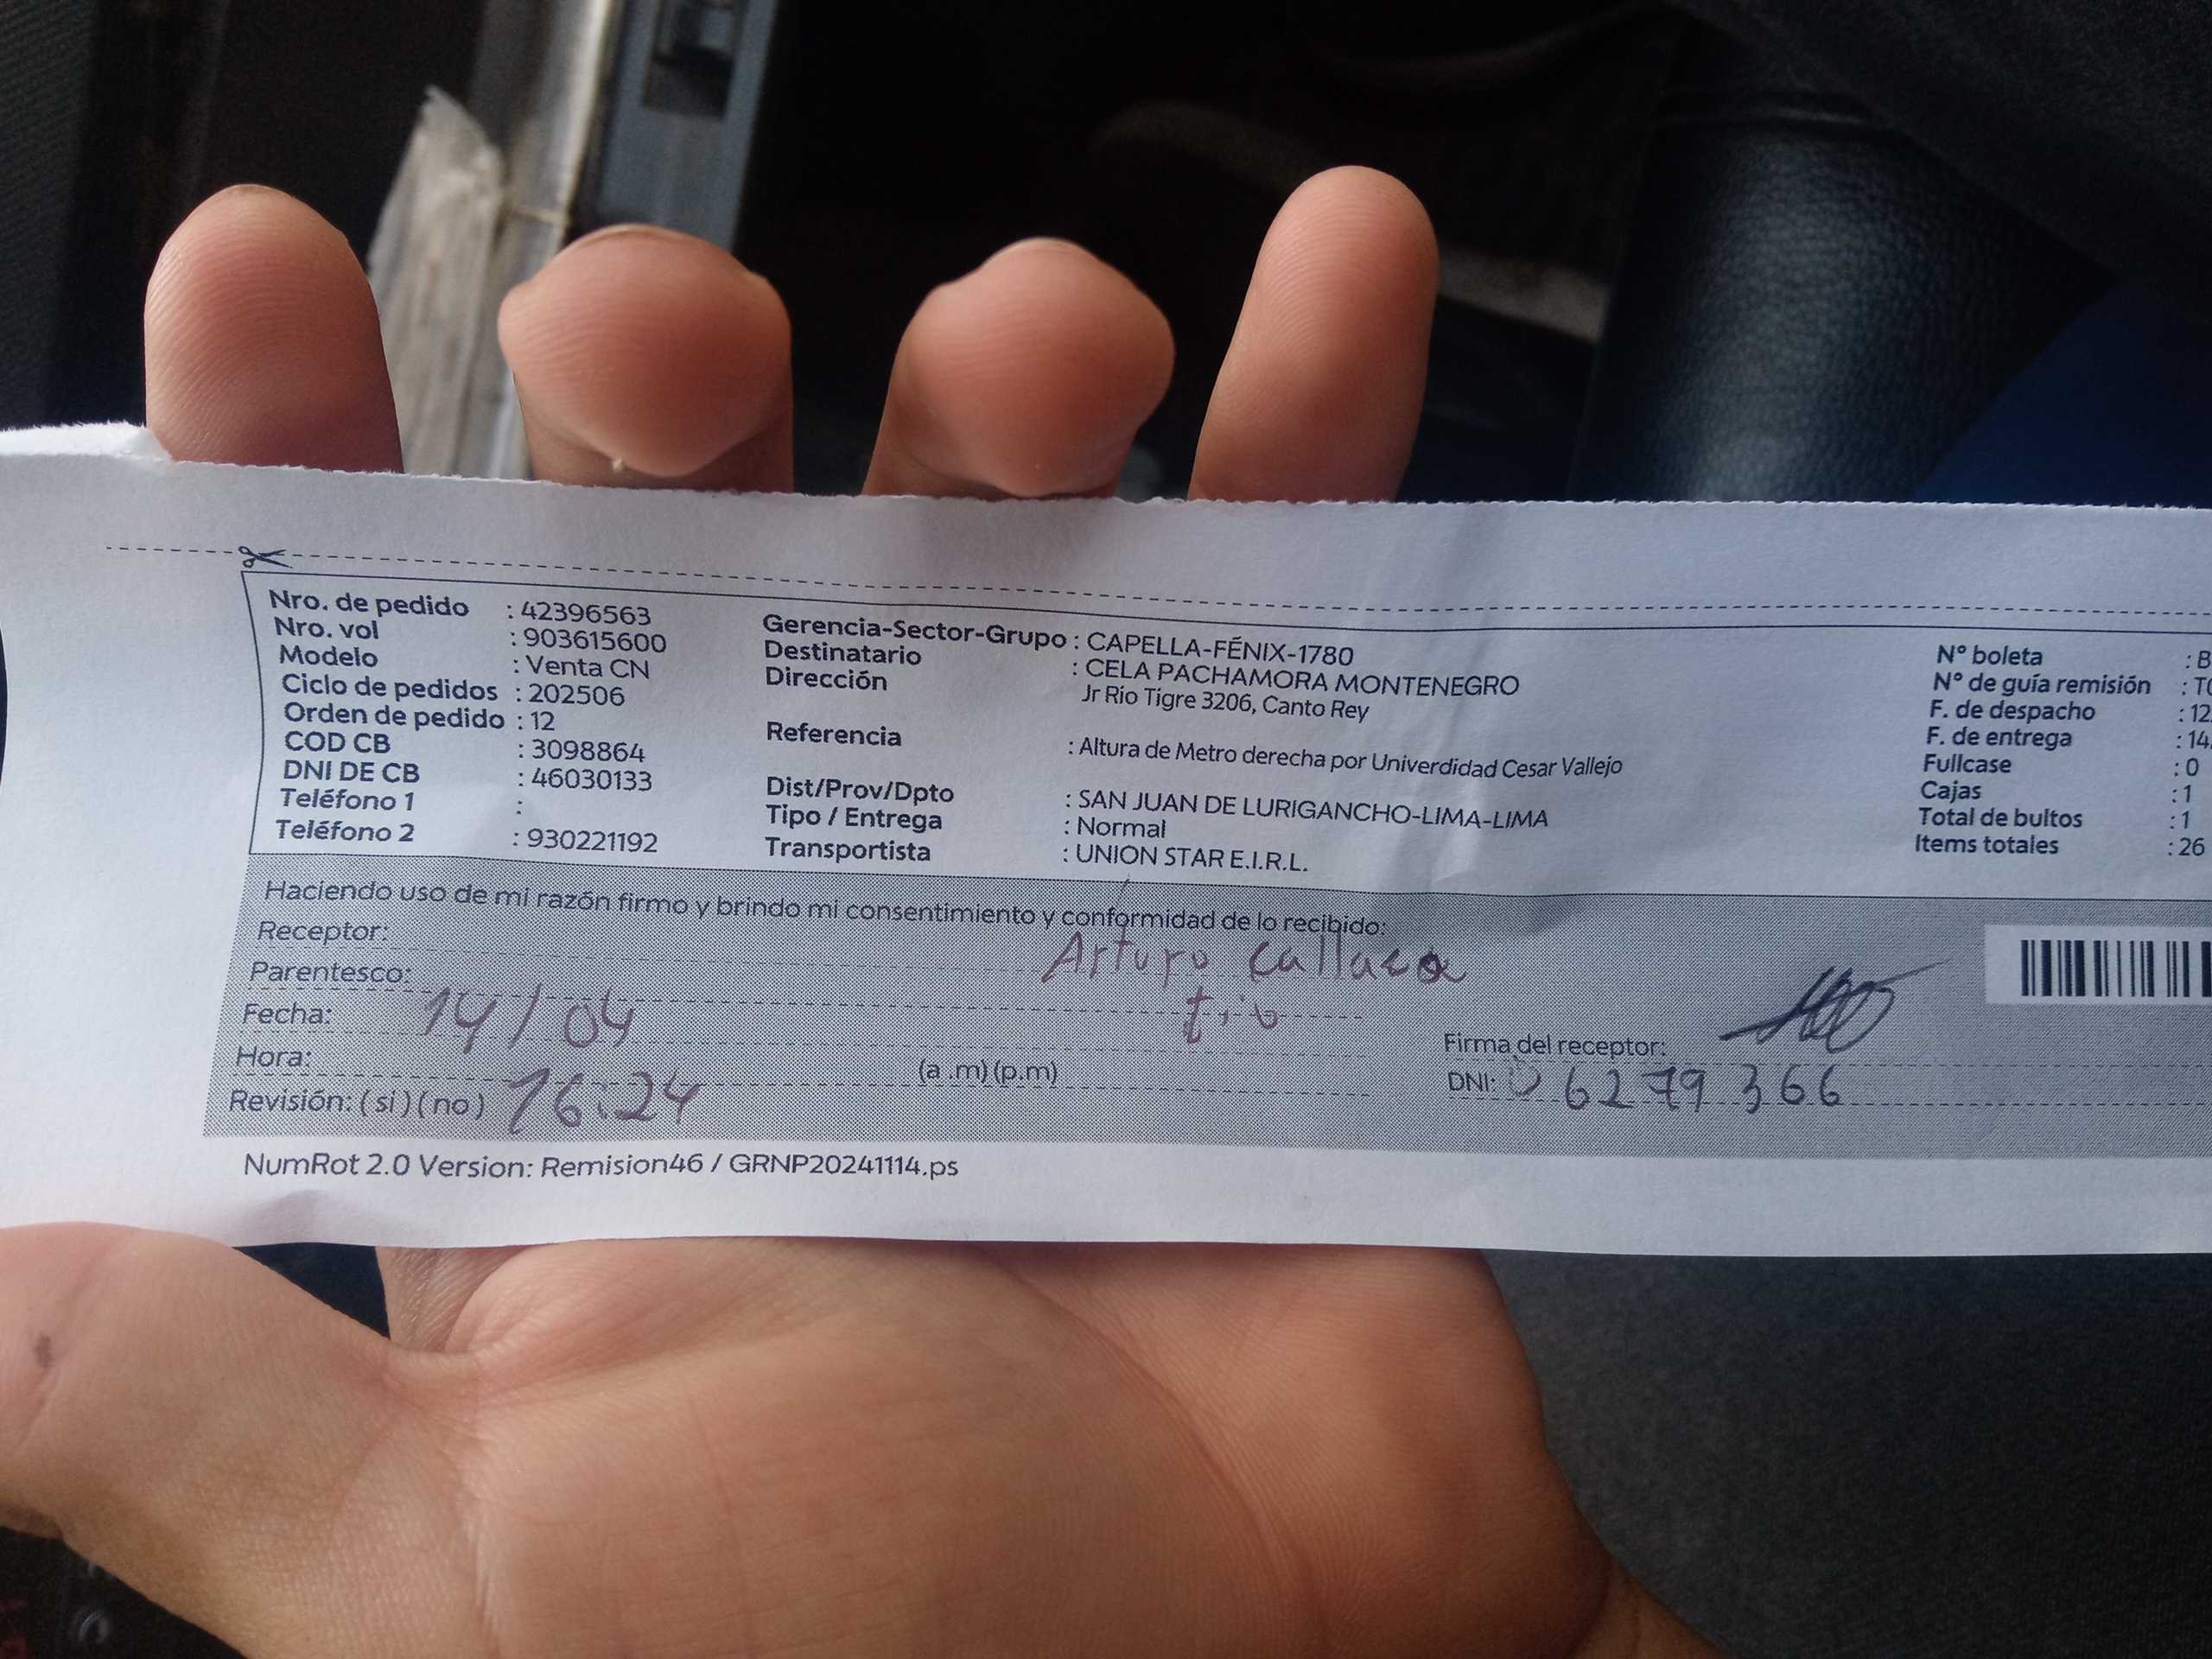 Nro. de pedido : 42396563
Nro. vol : 903615600
Modelo : Venta CN
Ciclo de pedidos : 202506
Orden de pedido : 12
COD CB : 3098864
DNI DE CB : 46030133
Teléfono 1 :
Teléfono 2 : 930221192
Gerencia-Sector-Grupo : CAPELLA-FÉNIX-1780
Destinatario : CELA PACHAMORA MONTENEGRO
Dirección Jr Rio Tigre 3206, Canto Rey
Referencia : Altura de Metro derecha por Univerdidad Cesar Vallejo
Dist/Prov/Dpto : SAN JUAN DE LURIGANCHO-LIMA-LIMA
Tipo / Entrega : Normal
Transportista : UNION STAR E.I.R.L.
N° boleta : B
N° de guía remisión : T
F. de despacho : 12
F. de entrega : 14
Fullcase : 0
Cajas : 1
Total de bultos : 1
Items totales : 26
Haciendo uso de mi razón firmo y brindo mi consentimiento y conformidad de lo recibido:
Receptor: Arturo
Parentesco: tio
Fecha: 14/04
Hora: (a .m) (p.m)
Revisión: ( si ) ( no ) 16:24
Firma del receptor:
DNI: 06279366
NumRot 2.0 Version: Remision46 / GRNP20241114.ps